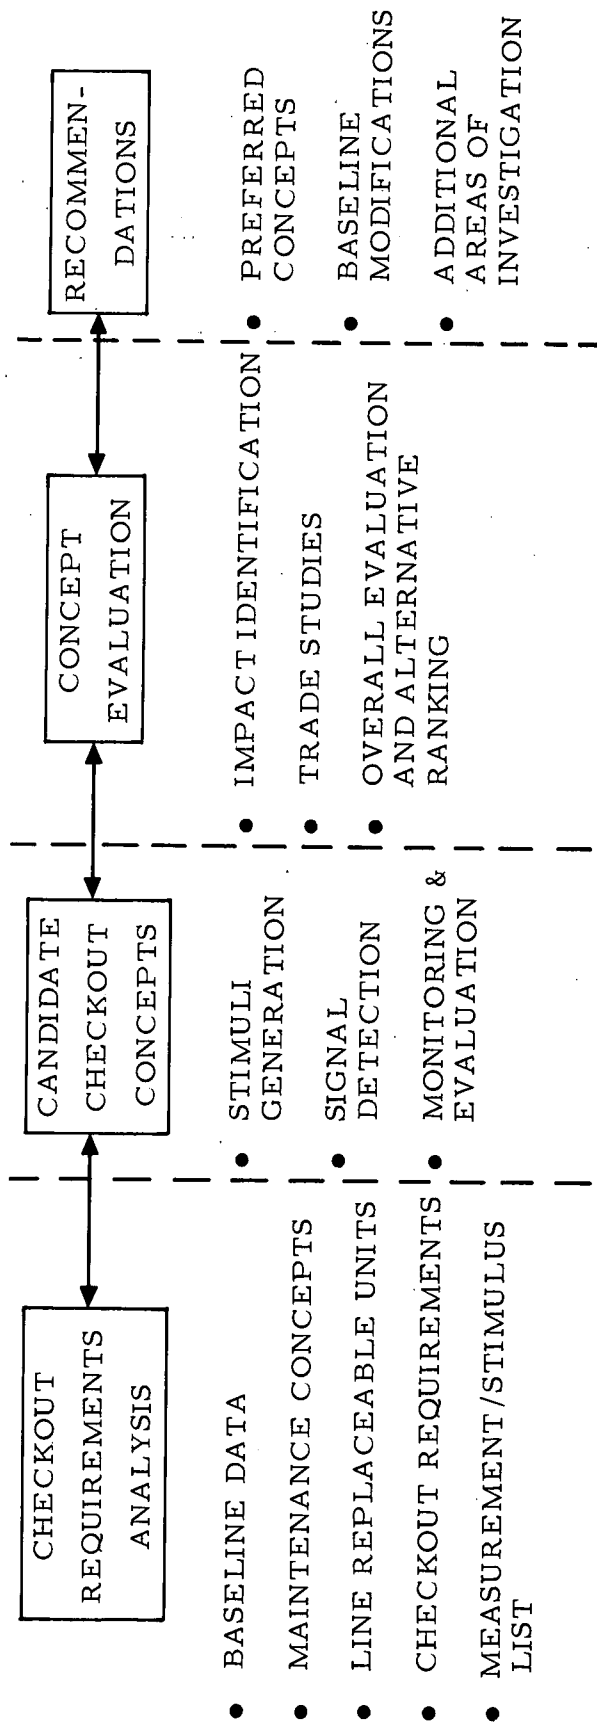 CHECKOUT
REQUIREMENTS
ANALYSIS
• BASELINE DATA
• MAINTENANCE CONCEPTS
• LINE REPLACEABLE UNITS
• CHECKOUT REQUIREMENTS
• MEASUREMENT/STIMULUS
LIST
CANDIDATE
CHECKOUT
CONCEPTS
• STIMULI
GENERATION
• SIGNAL
DETECTION
• MONITORING &
EVALUATION
CONCEPT
EVALUATION
• IMPACT IDENTIFICATION
• TRADE STUDIES
• OVERALL EVALUATION
AND ALTERNATIVE
RANKING
RECOMMEN-
DATIONS
• PREFERRED
CONCEPTS
• BASELINE
MODIFICATIONS
• ADDITIONAL
AREAS OF
INVESTIGATION